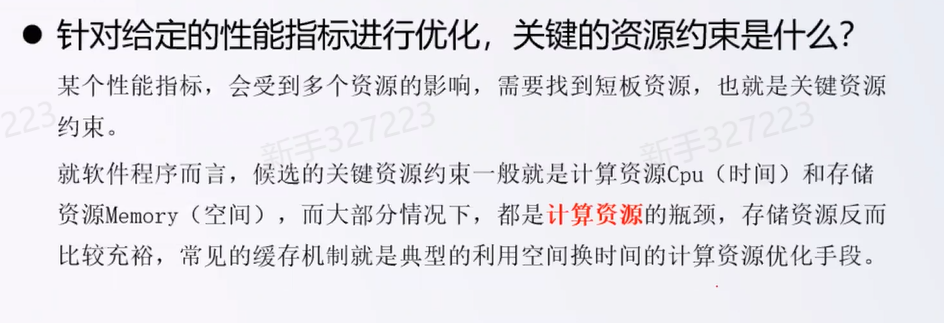 ● 针对给定的性能指标进行优化，关键的资源约束是什么？
某个性能指标，会受到多个资源的影响，需要找到短板资源，也就是关键资源
约束。
就软件程序而言，候选的关键资源约束一般就是计算资源Cpu（时间）和存储
资源Memory（空间），而大部分情况下，都是计算资源的瓶颈，存储资源反而
比较充裕，常见的缓存机制就是典型的利用空间换时间的计算资源优化手段。
7223
新手327223
新手327223